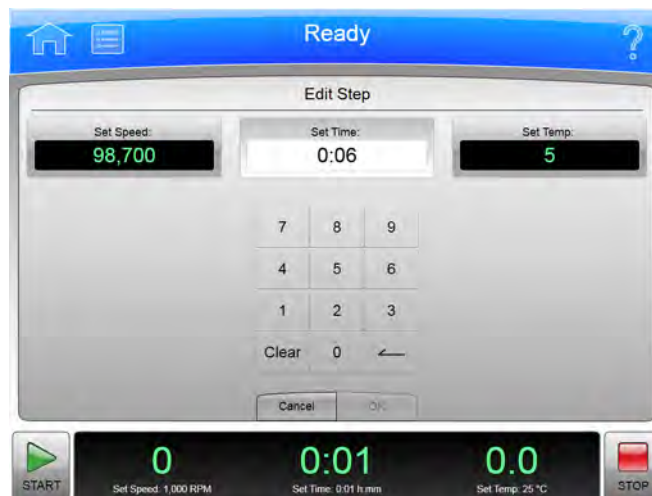 Ready
Edit Step
Set Speed: Set Time: Set Temp:
98,700 0:06 5
7 8 9
4 5 6
1 2 3
Clear 0
Cancel OK
0 0:01 0.0
START Set Speed: 1,000 RPM Set Time: 0:01 h:mm Set Temp: 25 °C STOP